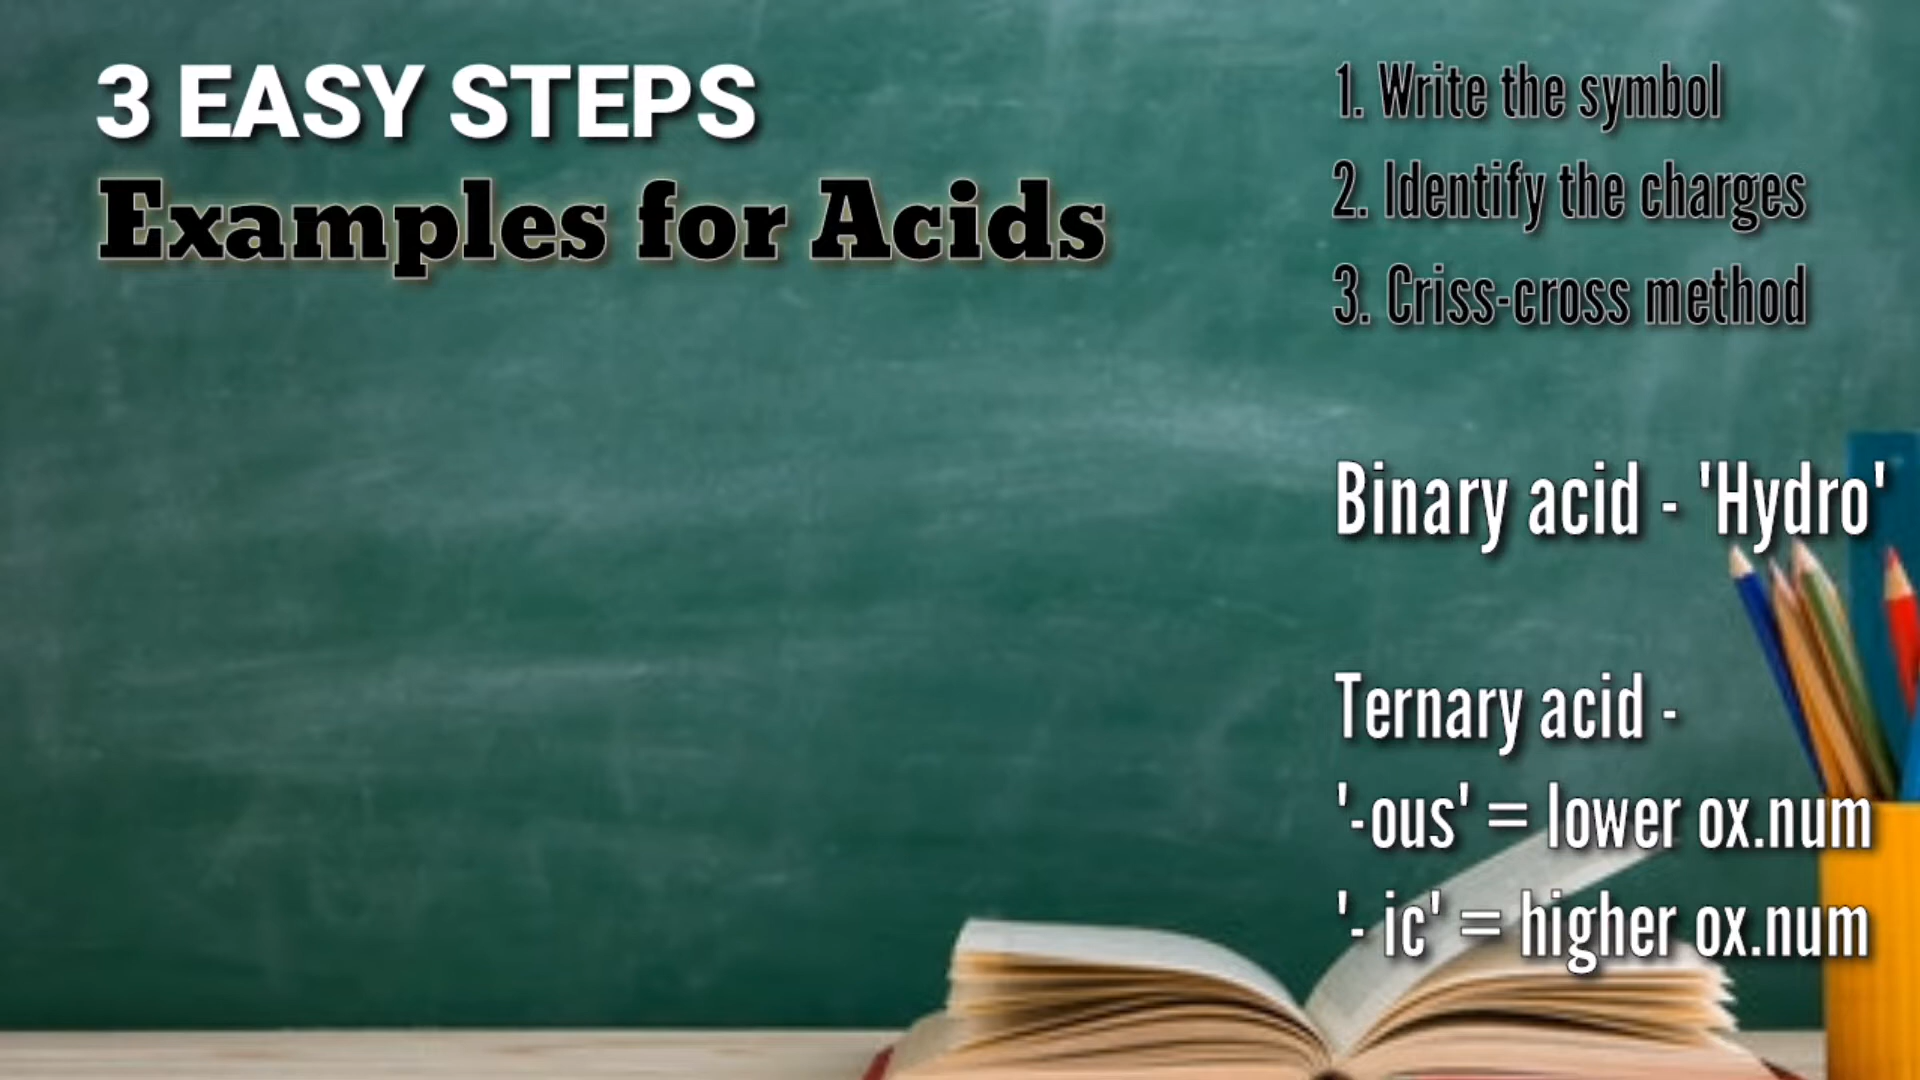 3 EASY STEPS
Examples for Acids
1. Write the symbol
2. Identify the charges
3. Criss-cross method
Binary acid - 'Hydro'
Ternary acid -
'-ous' = lower ox.num
'- ic' = higher ox.num